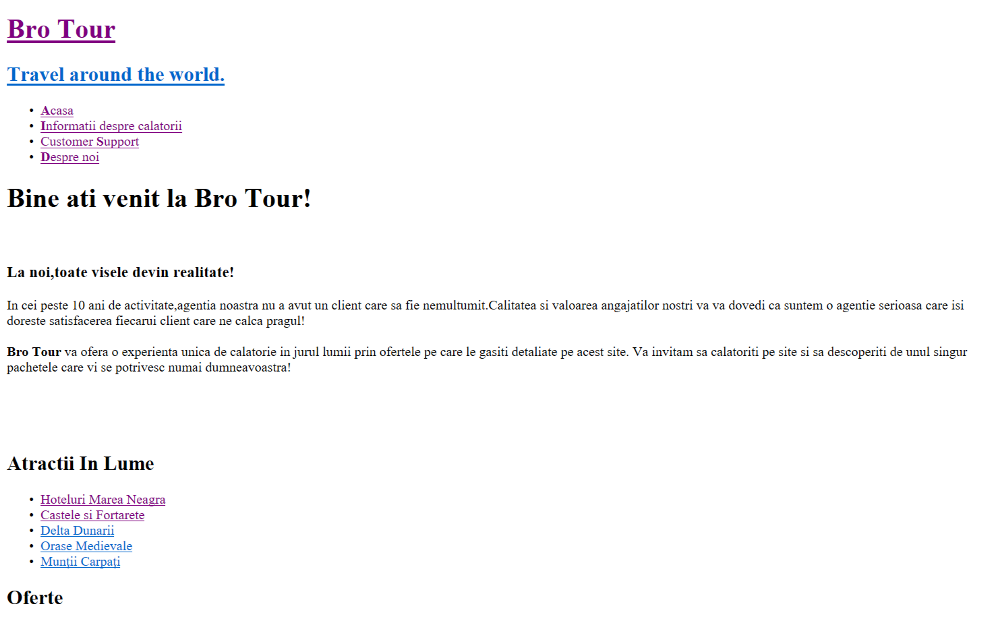 Bro Tour
Travel around the world.
• Acasa
• Informatii despre calatorii
• Customer Support
• Despre noi
Bine ati venit la Bro Tour!
La noi,toate visele devin realitate!
In cei peste 10 ani de activitate,agentia noastra nu a avut un client care sa fie nemultumit.Calitatea si valoarea angajatilor nostri va va dovedi ca suntem o agentie serioasa care isi
doreste satisfacerea fiecarui client care ne calca pragul!
Bro Tour va ofera o experienta unica de calatorie in jurul lumii prin ofertele pe care le gasiti detaliate pe acest site. Va invitam sa calatoriti pe site si sa descoperiti de unul singur
pachetele care vi se potrivesc numai dumneavoastra!
Atractii In Lume
• Hoteluri Marea Neagra
• Castele si Fortarete
• Delta Dunarii
• Orase Medievale
• Munții Carpați
Oferte